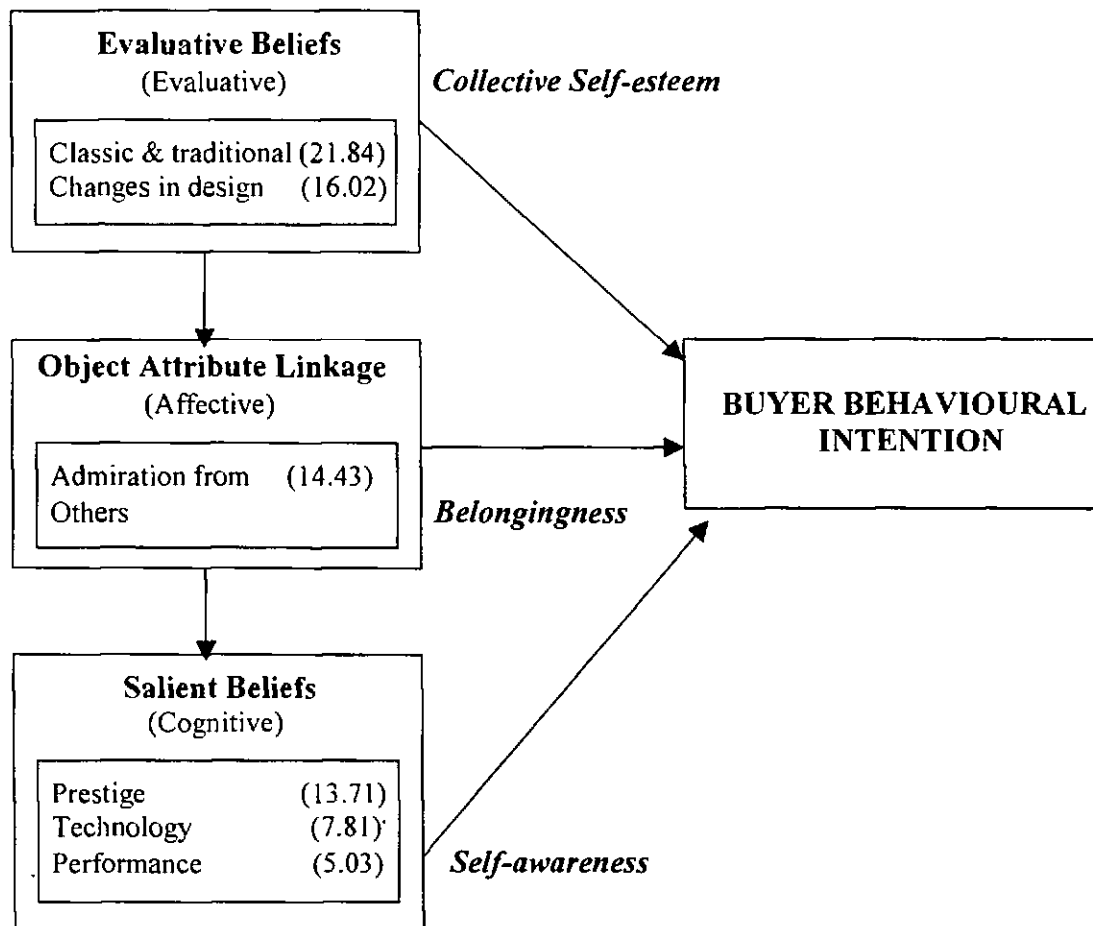 Evaluative Beliefs
(Evaluative)
Collective Self-esteem
Classic & traditional (21.84)
Changes in design (16.02)
Object Attribute Linkage
(Affective)
Admiration from (14.43)
Others
Belongingness
BUYER BEHAVIOURAL
INTENTION
Salient Beliefs
(Cognitive)
Prestige (13.71)
Technology (7.81)
Performance (5.03)
Self-awareness